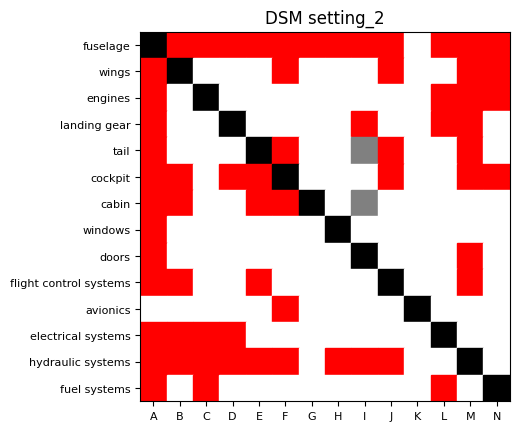 DSM setting_2
fuselage
wings
engines
landing gear
tail
cockpit
cabin
windows
doors
flight control systems
avionics
electrical systems
hydraulic systems
fuel systems
A B C D E F G H I J K L M N